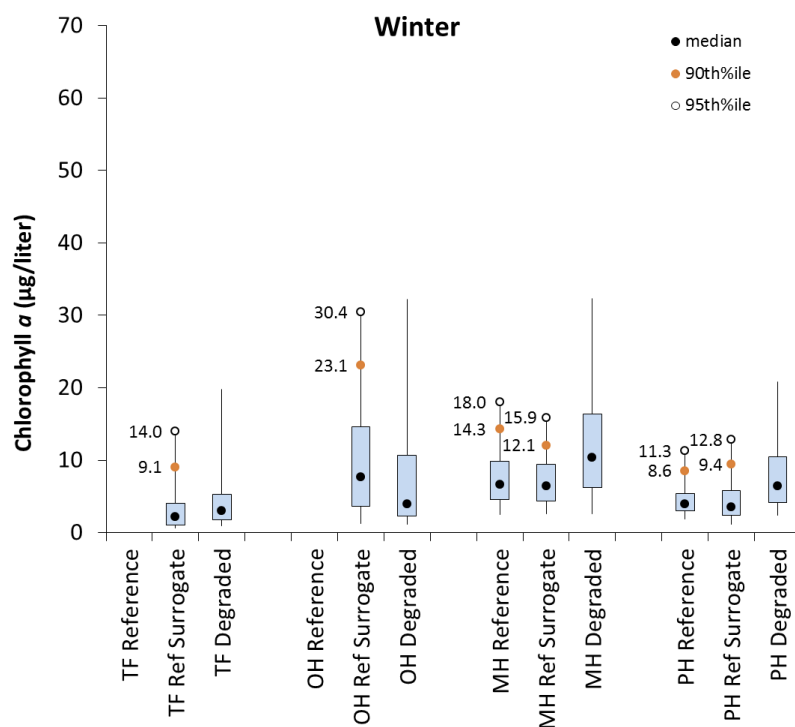 Winter
median
90th%ile
95th%ile
Chlorophyll a (µg/liter)
70
60
50
40
30
20
10
0
14.0
9.1
30.4
23.1
18.0
14.3
15.9
12.1
11.3
8.6
12.8
9.4
TF Reference
TF Ref Surrogate
TF Degraded
OH Reference
OH Ref Surrogate
OH Degraded
MH Reference
MH Ref Surrogate
MH Degraded
PH Reference
PH Ref Surrogate
PH Degraded